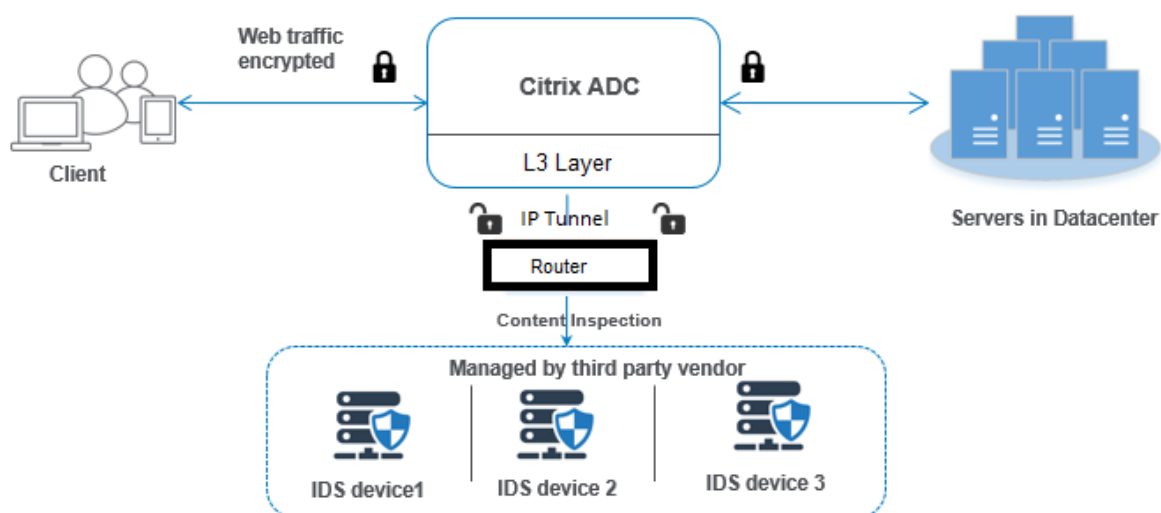 Web traffic
encrypted
Citrix ADC
L3 Layer
Client
Servers in Datacenter
IP Tunnel
Router
Content Inspection
Managed by third party vendor
IDS device1
IDS device 2
IDS device 3